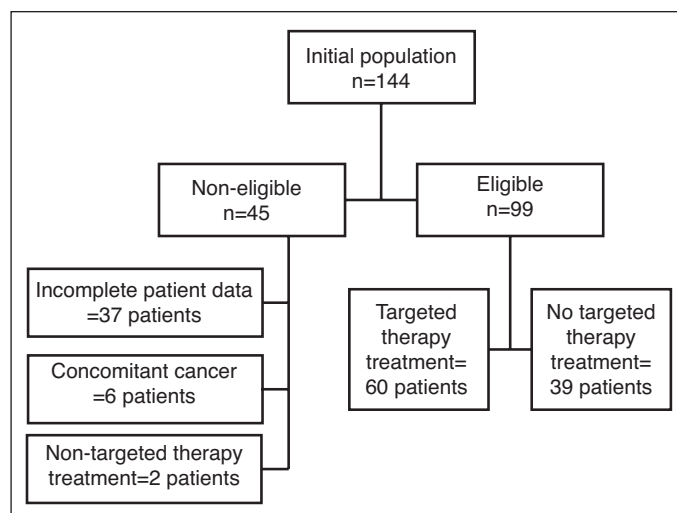 Initial population
n=144
Non-eligible
n=45
Eligible
n=99
Incomplete patient data
=37 patients
Concomitant cancer
=6 patients
Non-targeted therapy
treatment=2 patients
Targeted
therapy
treatment=
60 patients
No targeted
therapy
treatment=
39 patients